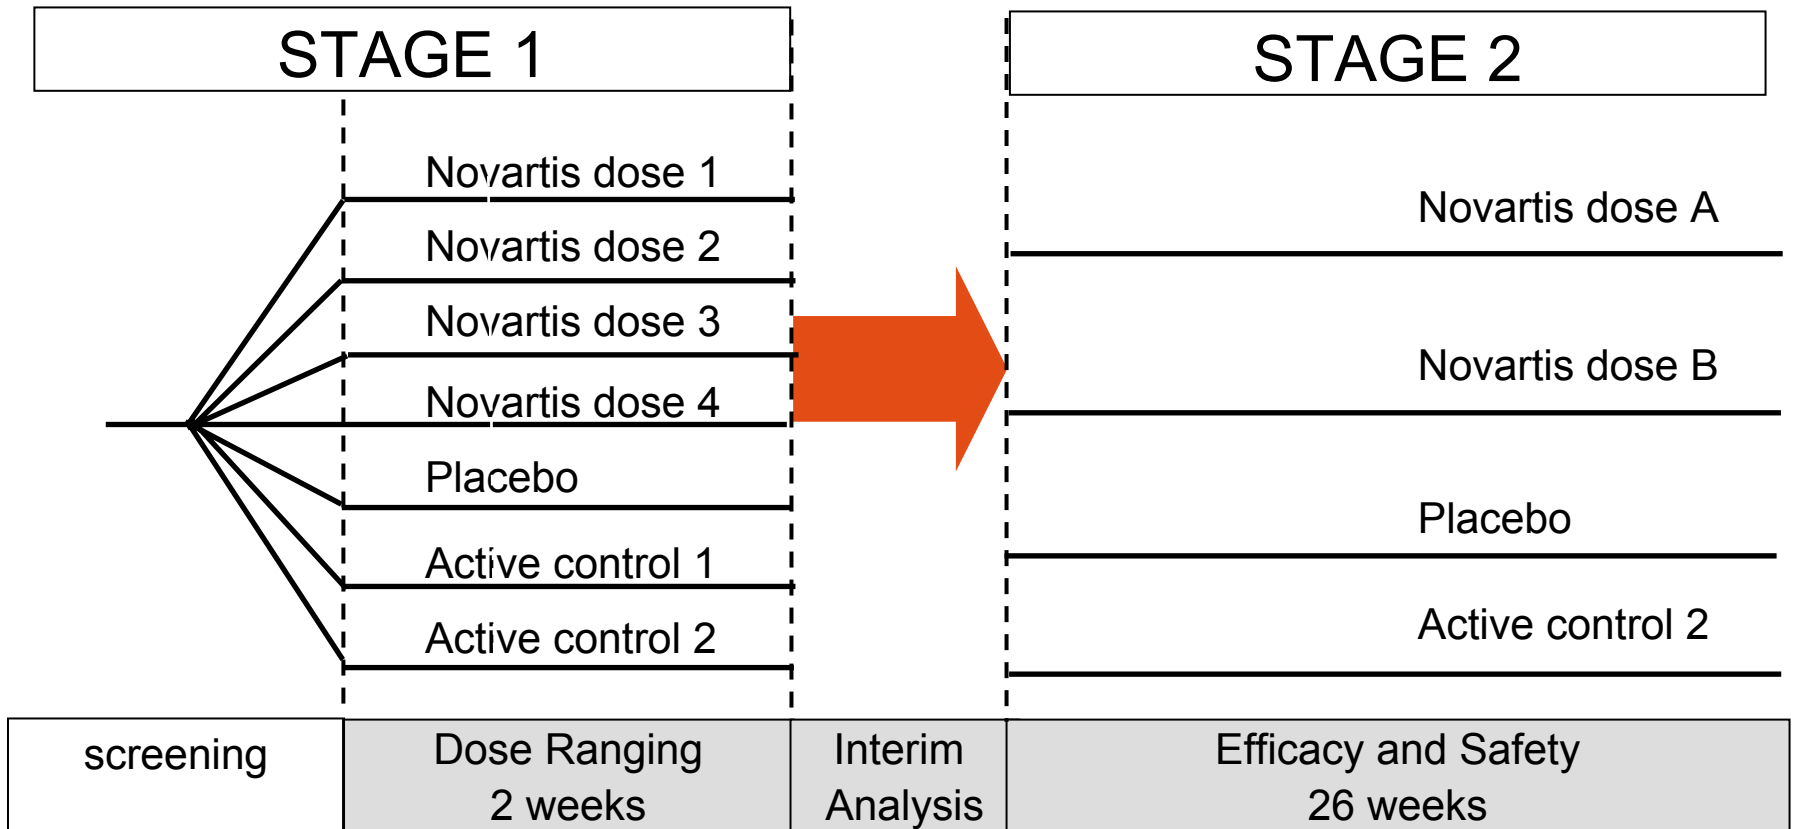 STAGE 1
STAGE 2
Novartis dose 1
Novartis dose 2
Novartis dose 3
Novartis dose 4
Placebo
Active control 1
Active control 2
Novartis dose A
Novartis dose B
Placebo
Active control 2
screening
Dose Ranging
2 weeks
Interim
Analysis
Efficacy and Safety
26 weeks